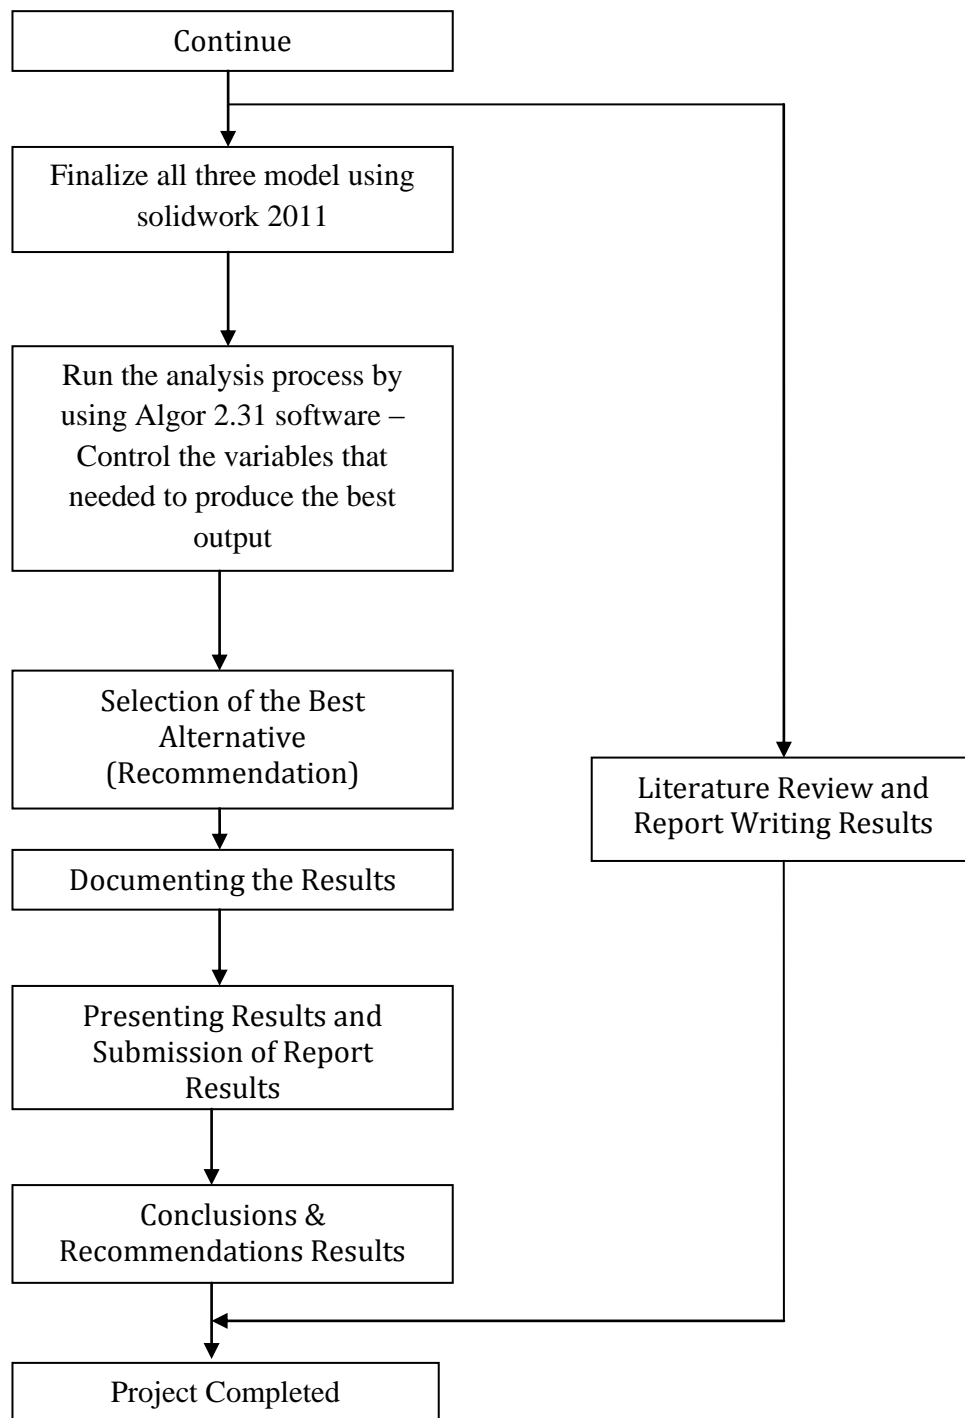 Continue
Finalize all three model using
solidwork 2011
Run the analysis process by
using Algor 2.31 software –
Control the variables that
needed to produce the best
output
Selection of the Best
Alternative
(Recommendation)
Literature Review and
Report Writing Results
Documenting the Results
Presenting Results and
Submission of Report
Results
Conclusions &
Recommendations Results
Project Completed